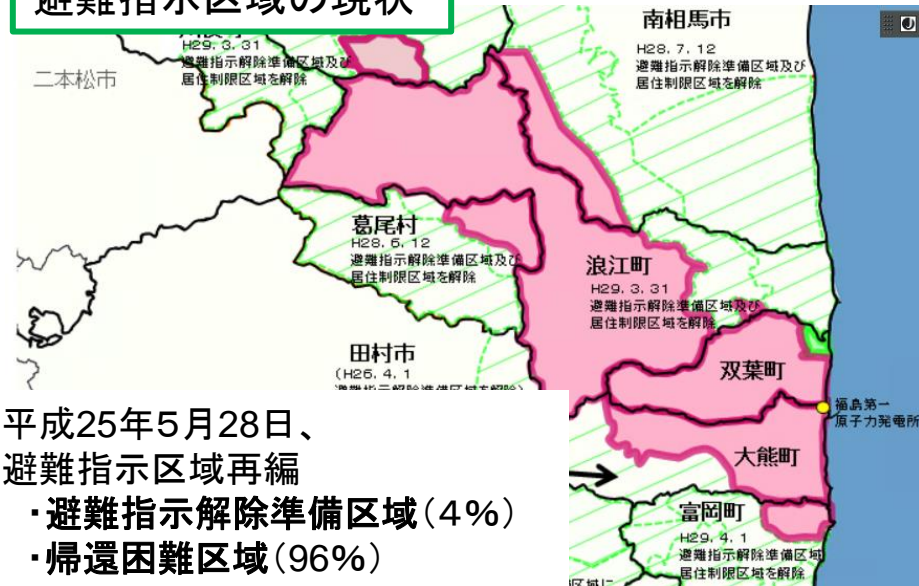 避難指示区域の現状
H29.3.31
避難指示解除準備区域及び
居住制限区域を解除
二本松市
南相馬市
H28.7.12
避難指示解除準備区域及び
居住制限区域を解除
葛尾村
H28.6.12
避難指示解除準備区域及び
居住制限区域を解除
浪江町
H29.3.31
避難指示解除準備区域及び
居住制限区域を解除
田村市
(H26.4.1
双葉町
福島第一
原子力発電所
大熊町
富岡町
H29.4.1
避難指示解除準備区域
居住制限区域を解除
区域に
平成25年5月28日、
避難指示区域再編
・避難指示解除準備区域(4%)
・帰還困難区域(96%)